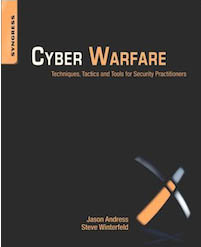 SYNGRESS
CYBER WARFARE
Techniques, Tactics and Tools for Security Practitioners
Jason Andress
Steve Winterfeld